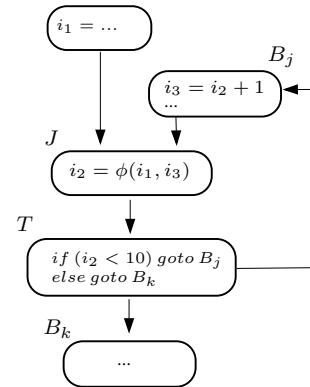 i₁ = ...
B_j
i₃ = i₂ + 1
...
J
i₂ = ϕ(i₁, i₃)
T
if (i₂ < 10) goto B_j
else goto B_k
B_k
...